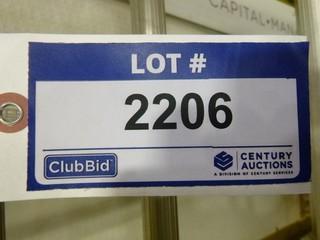 CAPITAL • MAN
LOT #
2206
ClubBid
CENTURY
AUCTIONS
A DIVISION OF CENTURY SERVICES